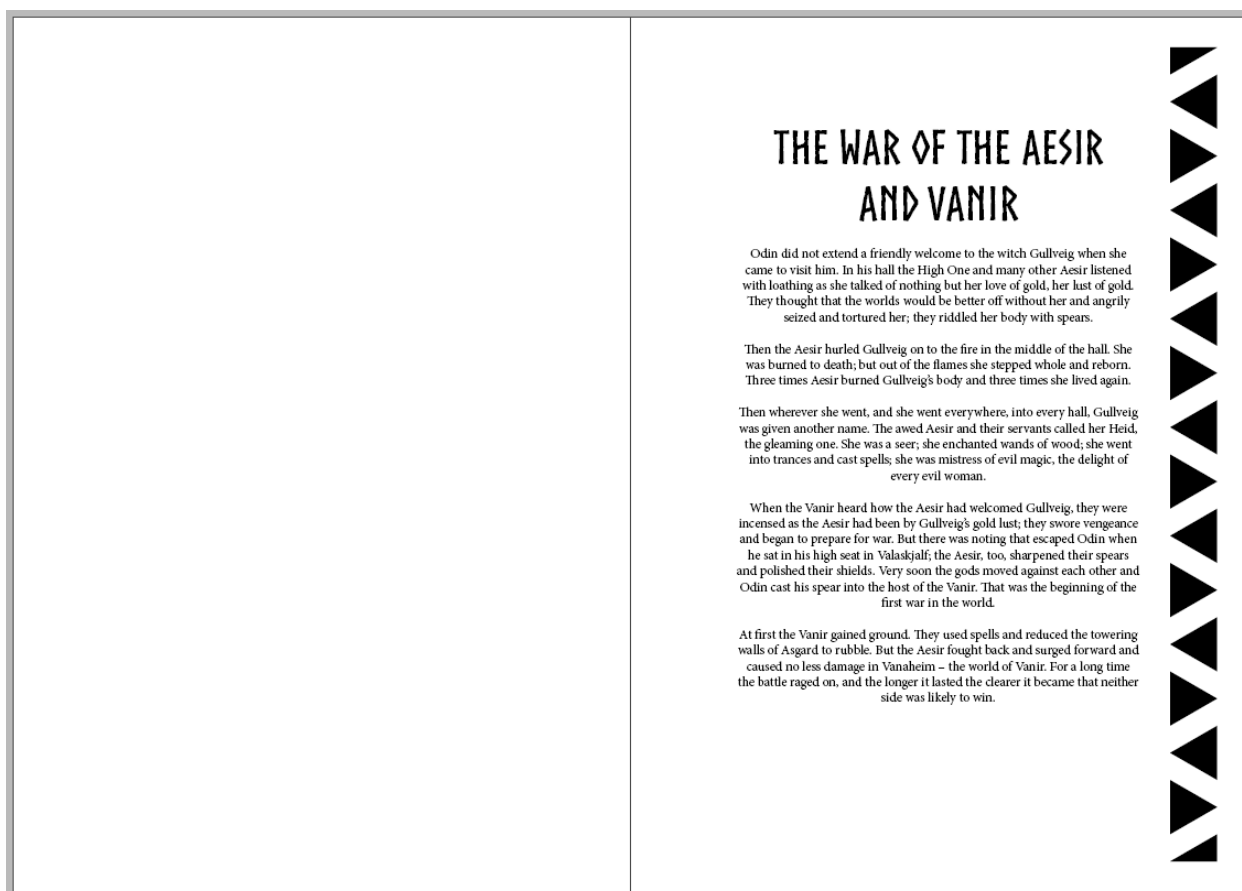 THE WAR OF THE AESIR
AND VANIR
Odin did not extend a friendly welcome to the witch Gullveig when she
came to visit him. In his hall the High One and many other Aesir listened
with loathing as she talked of nothing but her love of gold, her lust of gold.
They thought that the worlds would be better off without her and angrily
seized and tortured her; they riddled her body with spears.
Then the Aesir hurled Gullveig on to the fire in the middle of the hall. She
was burned to death; but out of the flames she stepped whole and reborn.
Three times Aesir burned Gullveig's body and three times she lived again.
Then wherever she went, and she went everywhere, into every hall, Gullveig
was given another name. The awed Aesir and their servants called her Heid,
the gleaming one. She was a seer; she enchanted wands of wood; she went
into trances and cast spells; she was mistress of evil magic, the delight of
every evil woman.
When the Vanir heard how the Aesir had welcomed Gullveig, they were
incensed as the Aesir had been by Gullveig's gold lust; they swore vengeance
and began to prepare for war. But there was noting that escaped Odin when
he sat in his high seat in Valaskjalf; the Aesir, too, sharpened their spears
and polished their shields. Very soon the gods moved against each other and
Odin cast his spear into the host of the Vanir. That was the beginning of the
first war in the world.
At first the Vanir gained ground. They used spells and reduced the towering
walls of Asgard to rubble. But the Aesir fought back and surged forward and
caused no less damage in Vanaheim – the world of Vanir. For a long time
the battle raged on, and the longer it lasted the clearer it became that neither
side was likely to win.